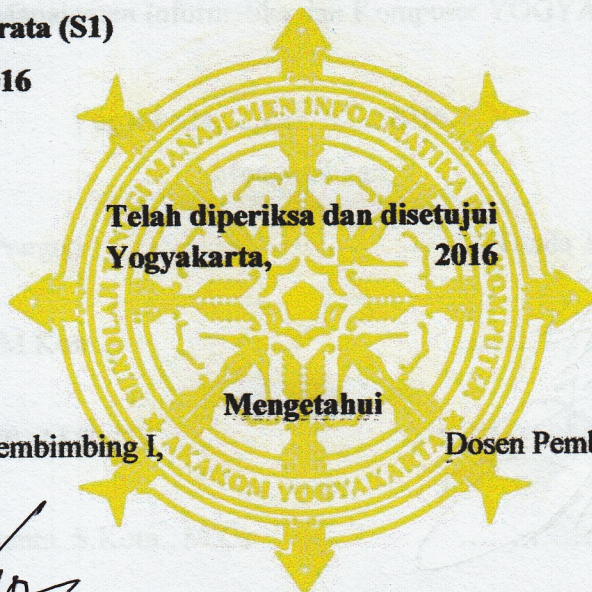 rata (S1)
16
Telah diperiksa dan disetujui
Yogyakarta, 2016
Mengetahui
embimbing I, Dosen Pemb
SEKOLAH TINGGI MANAJEMEN INFORMATIKA KOMPUTER
AKAKOM YOGYAKARTA